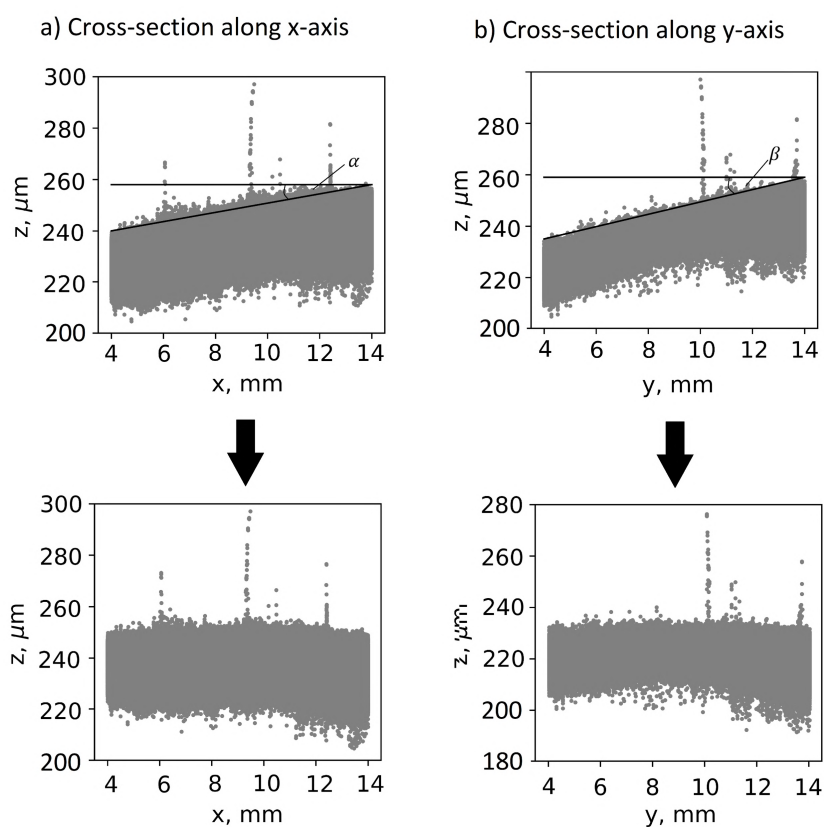 a) Cross-section along x-axis
b) Cross-section along y-axis
300
280
260
240
220
200
z, μm
α
4 6 8 10 12 14
x, mm
280
260
240
220
200
z, μm
β
4 6 8 10 12 14
y, mm
300
280
260
240
220
200
z, μm
4 6 8 10 12 14
x, mm
280
260
240
220
200
180
z, μm
4 6 8 10 12 14
y, mm